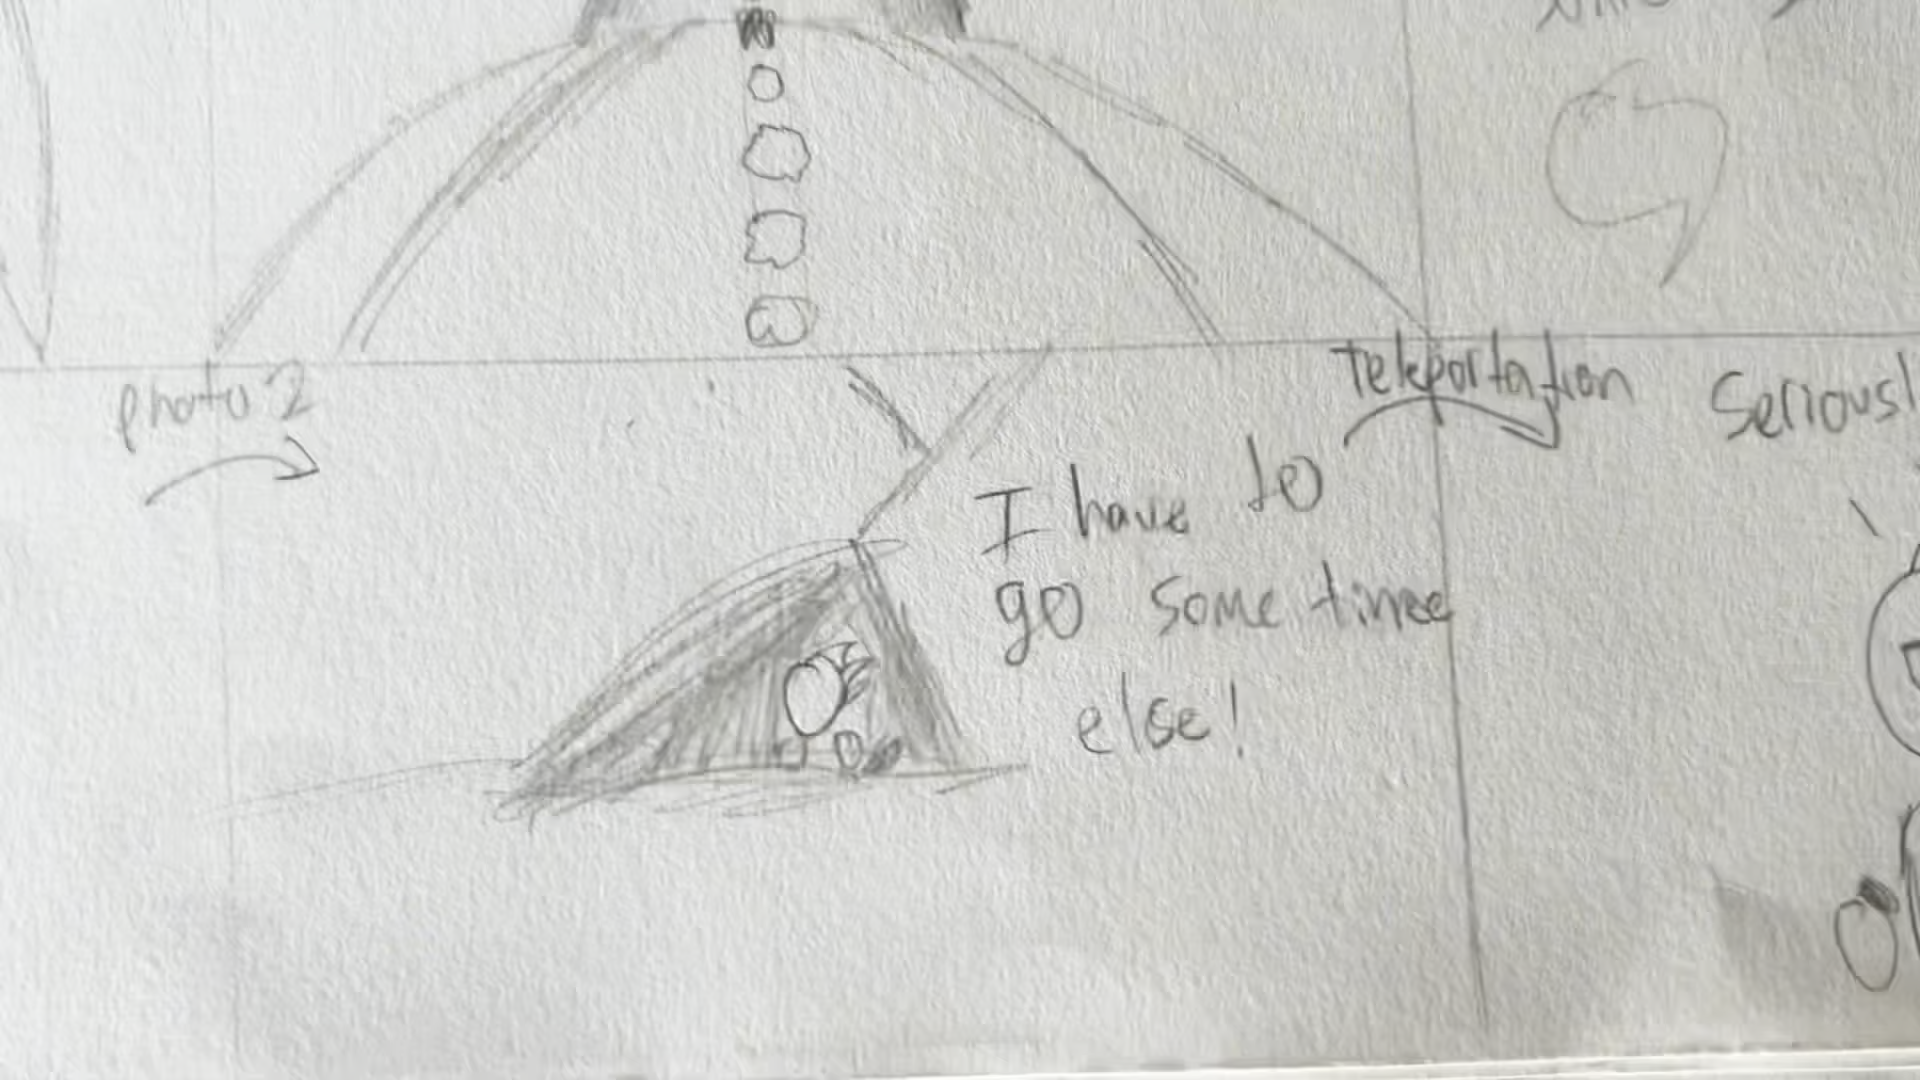 photo 2
Teleportation
Seriousl
I have to
go some time
else!